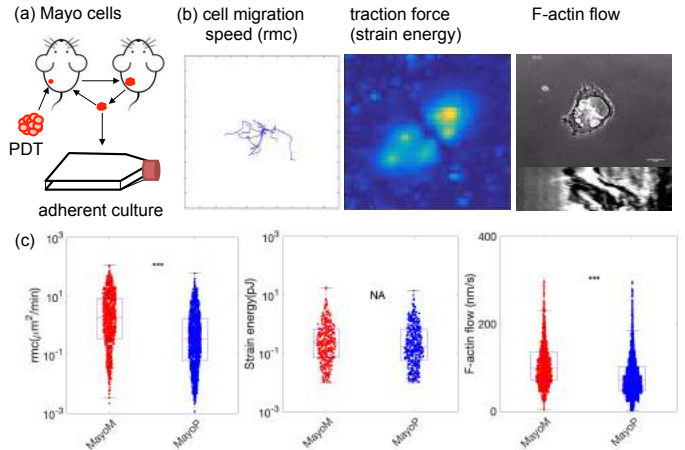 (a) Mayo cells
PDT
adherent culture
(b) cell migration
speed (rmc)
traction force
(strain energy)
F-actin flow
(c)
rmc(μm²/min)
10³
10¹
10⁻¹
10⁻³
***
MayoM
MayoP
Strain energy(pJ)
10³
10¹
10⁻¹
10⁻³
NA
MayoM
MayoP
F-actin flow (nm/s)
400
200
0
***
MayoM
MayoP